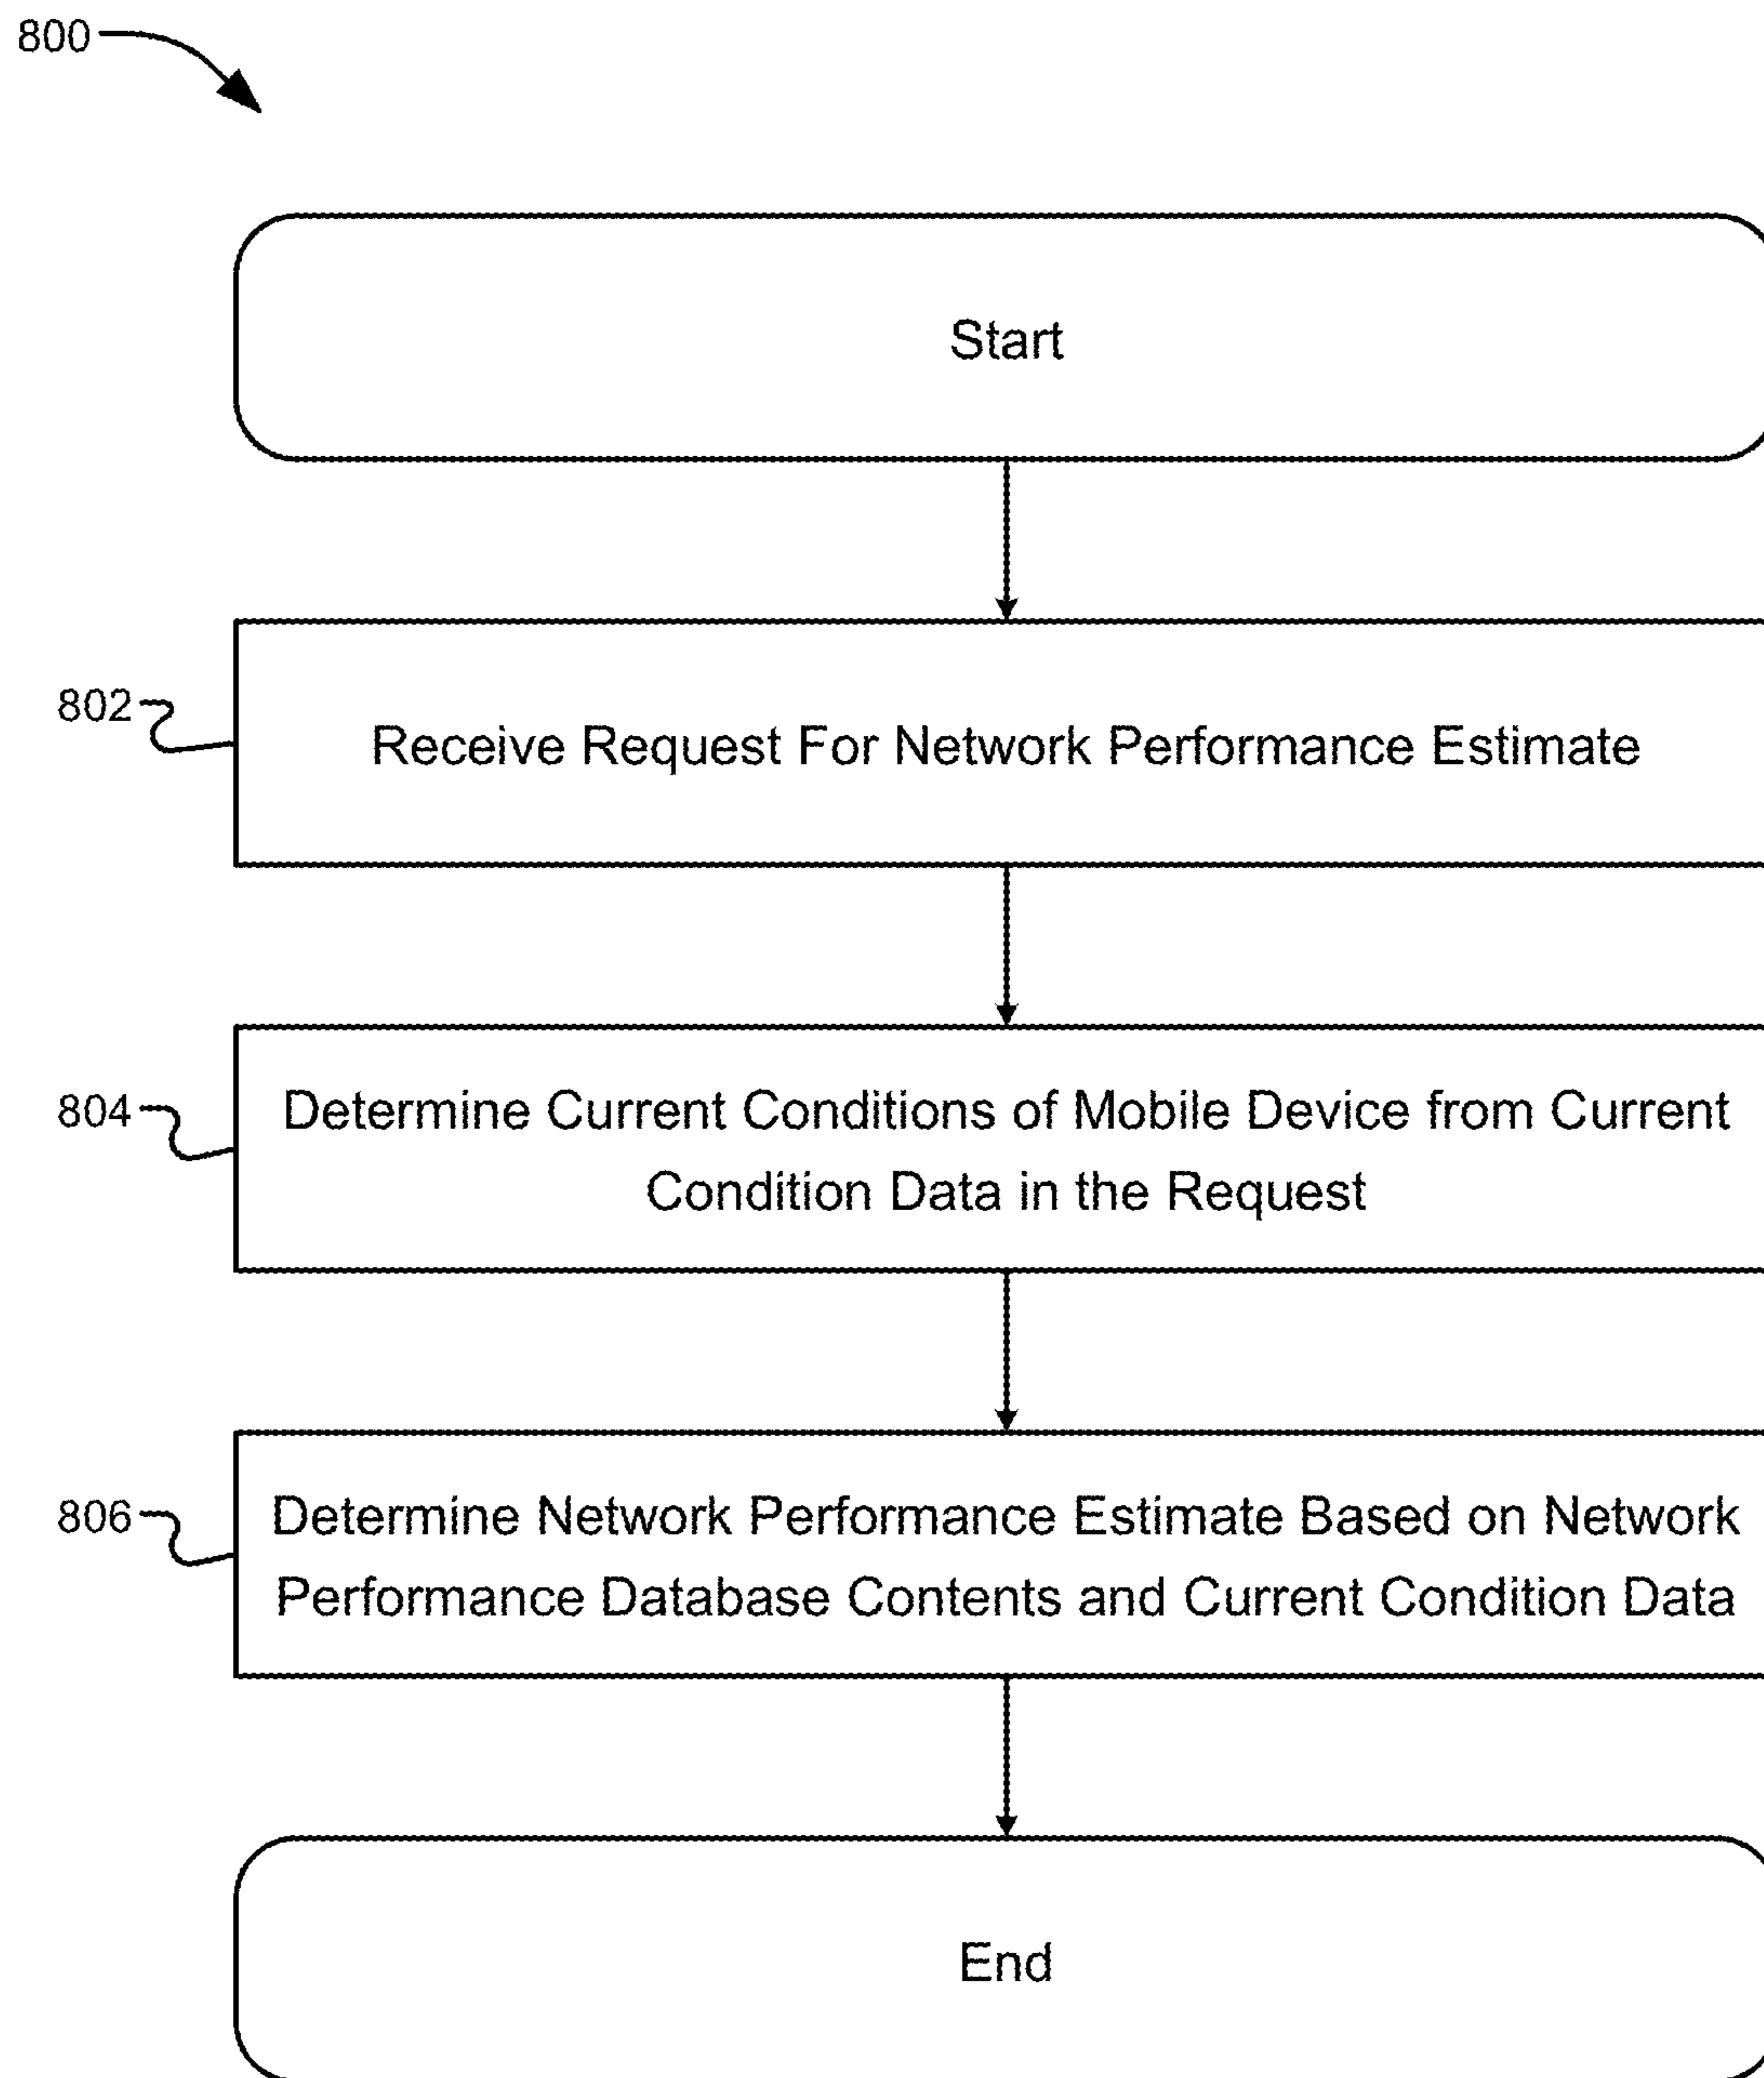 800
Start
802
Receive Request For Network Performance Estimate
804
Determine Current Conditions of Mobile Device from Current
Condition Data in the Request
806
Determine Network Performance Estimate Based on Network
Performance Database Contents and Current Condition Data
End